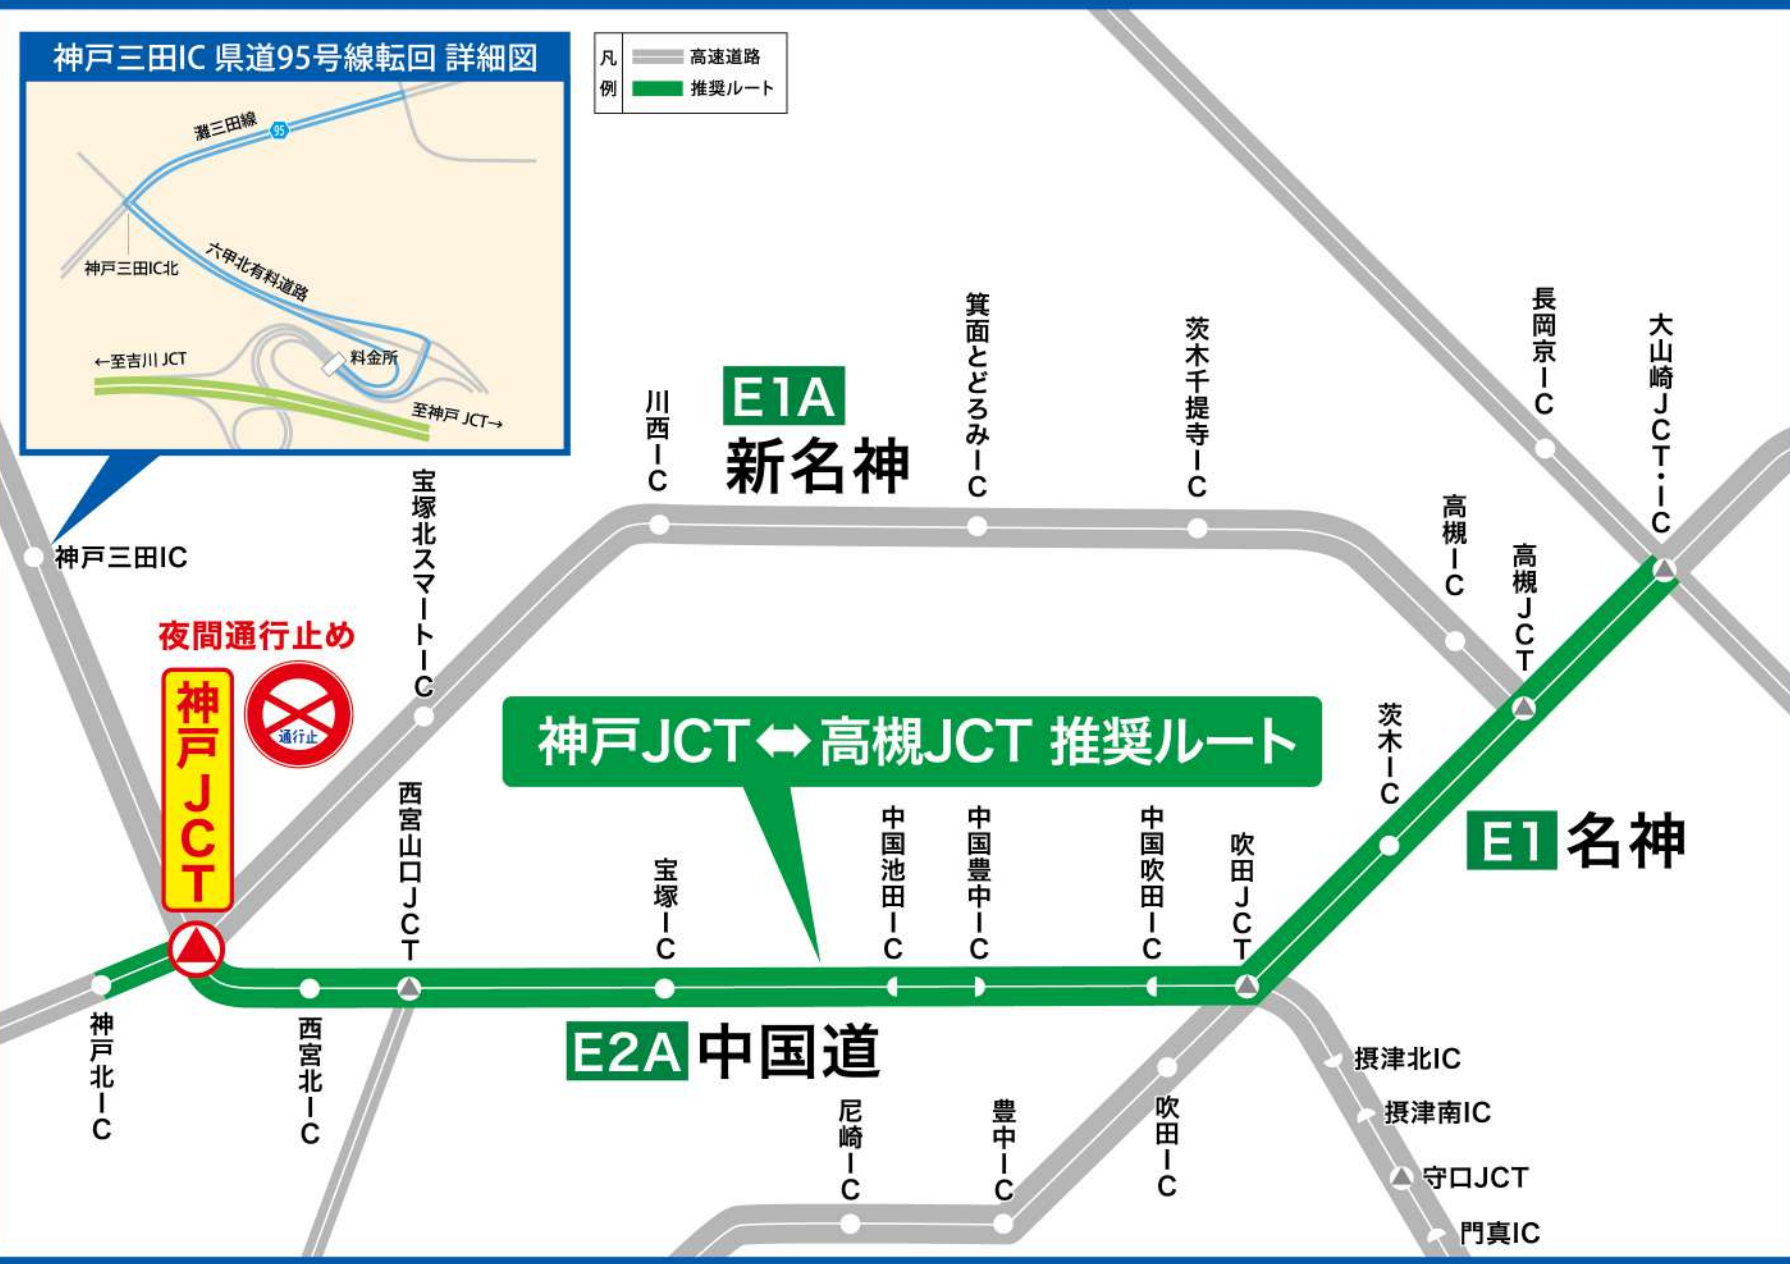 神戸三田IC 県道95号線転回 詳細図
灘三田線
95
神戸三田IC北
六甲北有料道路
←至吉川 JCT
料金所
至神戸 JCT→
凡例
高速道路
推奨ルート
神戸三田IC
夜間通行止め
神戸JCT
通行止
宝塚北スマートIC
川西IC
E1A
新名神
箕面とどろみIC
茨木千提寺IC
長岡京IC
大山崎JCT・IC
高槻IC
高槻JCT
神戸JCT⬌高槻JCT 推奨ルート
茨木IC
E1 名神
西宮山口JCT
宝塚IC
中国池田IC
中国豊中IC
中国吹田IC
吹田JCT
神戸北IC
西宮北IC
E2A 中国道
尼崎IC
豊中IC
吹田IC
摂津北IC
摂津南IC
守口JCT
門真IC